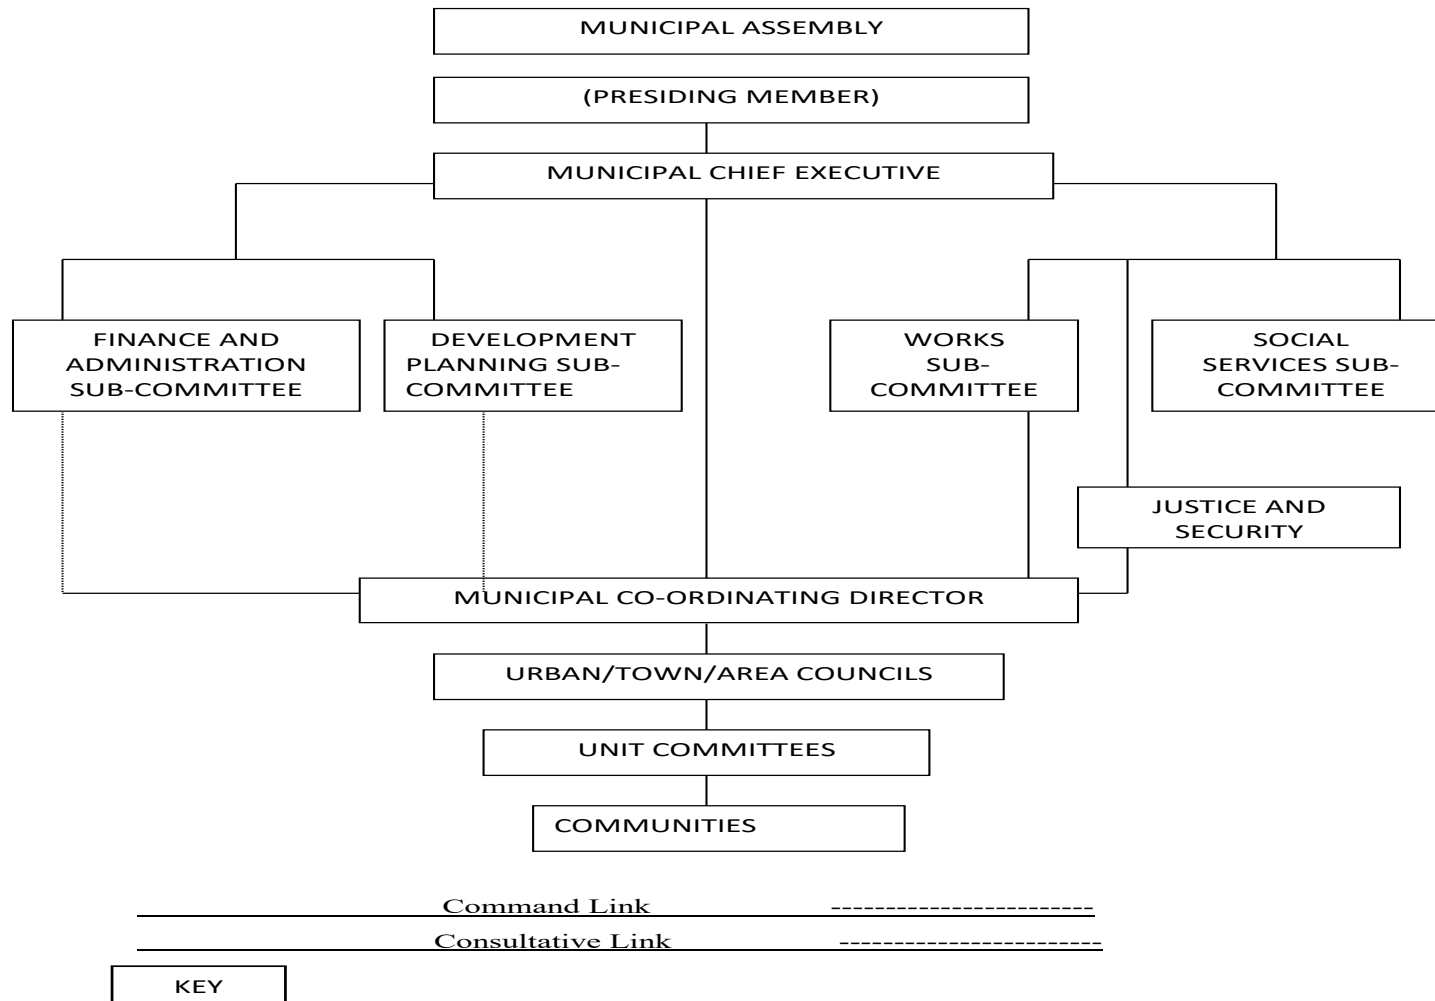 MUNICIPAL ASSEMBLY
(PRESIDING MEMBER)
MUNICIPAL CHIEF EXECUTIVE
FINANCE AND
ADMINISTRATION
SUB-COMMITTEE
DEVELOPMENT
PLANNING SUB-
COMMITTEE
WORKS
SUB-
COMMITTEE
SOCIAL
SERVICES SUB-
COMMITTEE
JUSTICE AND
SECURITY
MUNICIPAL CO-ORDINATING DIRECTOR
URBAN/TOWN/AREA COUNCILS
UNIT COMMITTEES
COMMUNITIES
Command Link ------------------------
Consultative Link ------------------------
KEY